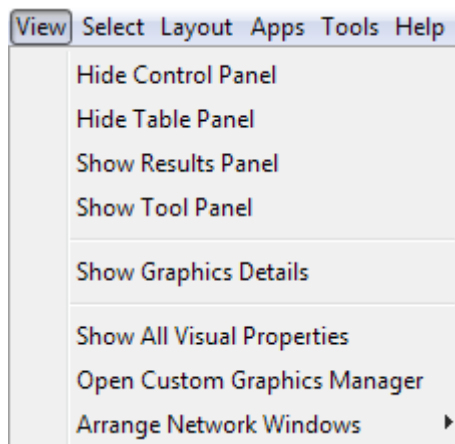 View Select Layout Apps Tools Help
Hide Control Panel
Hide Table Panel
Show Results Panel
Show Tool Panel
Show Graphics Details
Show All Visual Properties
Open Custom Graphics Manager
Arrange Network Windows